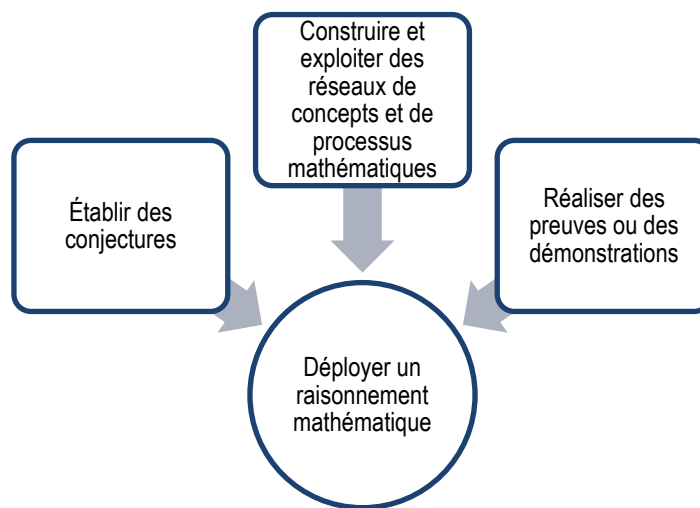 Construire et
exploiter des
réseaux de
concepts et de
processus
mathématiques
Établir des
conjectures
Réaliser des
preuves ou des
démonstrations
Déployer un
raisonnement
mathématique